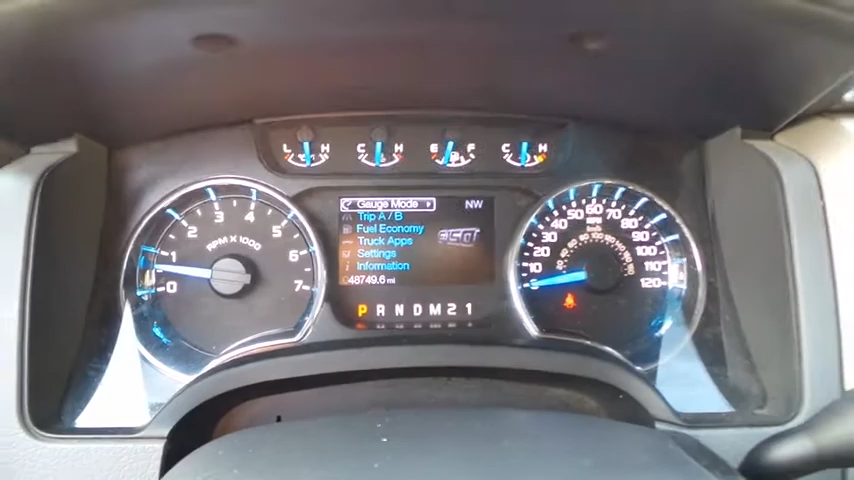 L H C H E F C H
Gauge Mode NW
Trip A / B
Fuel Economy
Truck Apps
Settings
Information
48749.6 mi
P R N D M 2 1
0 1 2 3 4 5 6 7
RPM X 1000
10 20 30 40 50 60 70 80 90 100 110 120
MPH